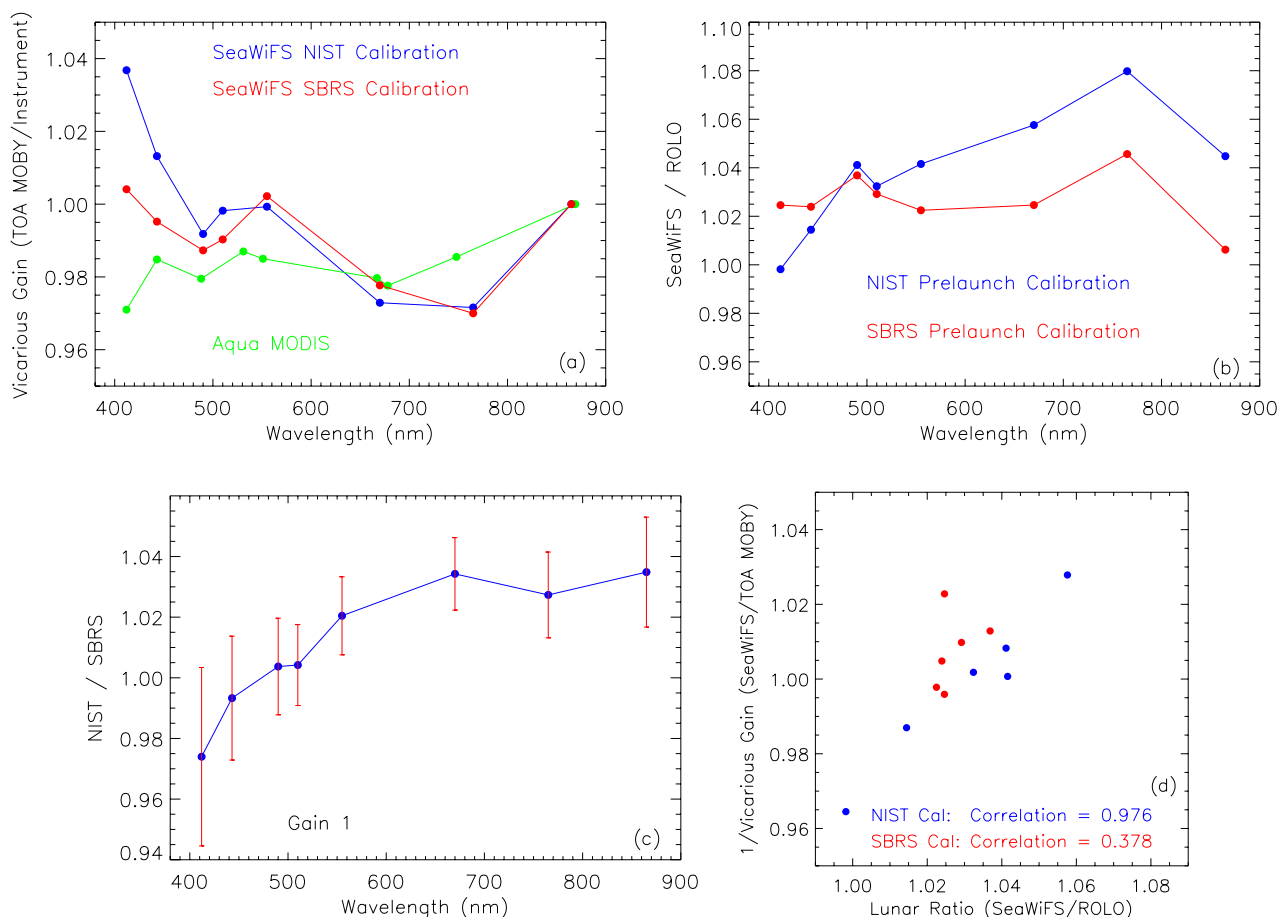 Vicarious Gain (TOA MOBY/Instrument)
1.04
1.02
1.00
0.98
0.96
SeaWiFS NIST Calibration
SeaWiFS SBRS Calibration
Aqua MODIS
(a)
400 500 600 700 800 900
Wavelength (nm)
SeaWiFS / ROLO
1.10
1.08
1.06
1.04
1.02
1.00
0.98
0.96
NIST Prelaunch Calibration
SBRS Prelaunch Calibration
(b)
400 500 600 700 800 900
Wavelength (nm)
NIST / SBRS
1.04
1.02
1.00
0.98
0.96
0.94
Gain 1
(c)
400 500 600 700 800 900
Wavelength (nm)
1/Vicarious Gain (SeaWiFS/TOA MOBY)
1.04
1.02
1.00
0.98
0.96
(d)
NIST Cal: Correlation = 0.976
SBRS Cal: Correlation = 0.378
1.00 1.02 1.04 1.06 1.08
Lunar Ratio (SeaWiFS/ROLO)